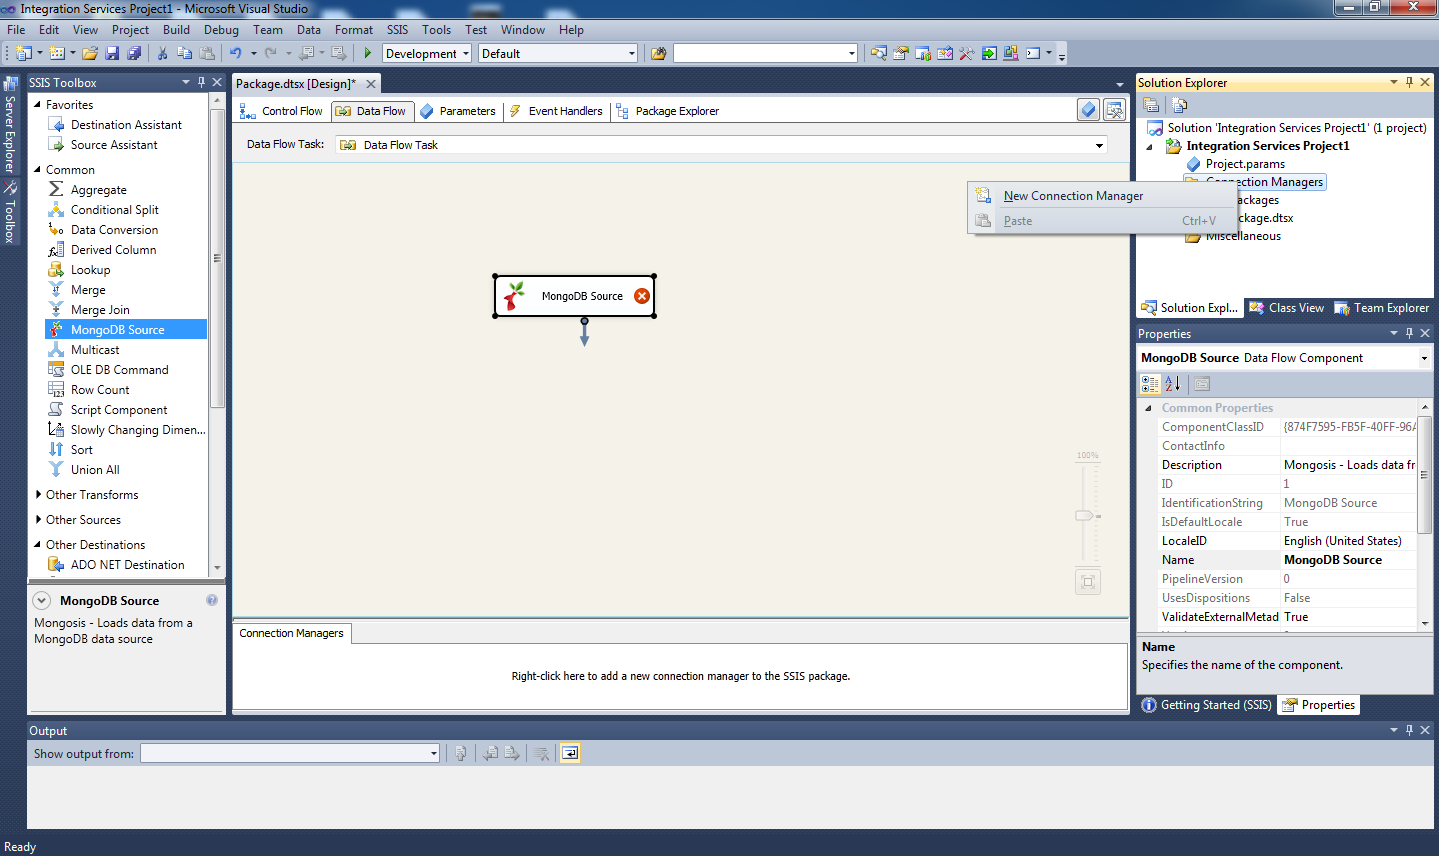 Integration Services Project1 - Microsoft Visual Studio
File Edit View Project Build Debug Team Data Format SSIS Tools Test Window Help
Development Default
Server Explorer
Toolbox
SSIS Toolbox
Favorites
Destination Assistant
Source Assistant
Common
Aggregate
Conditional Split
Data Conversion
Derived Column
Lookup
Merge
Merge Join
MongoDB Source
Multicast
OLE DB Command
Row Count
Script Component
Slowly Changing Dimen...
Sort
Union All
Other Transforms
Other Sources
Other Destinations
ADO NET Destination
MongoDB Source
Mongosis - Loads data from a
MongoDB data source
Package.dtsx [Design]*
Control Flow Data Flow Parameters Event Handlers Package Explorer
Data Flow Task: Data Flow Task
MongoDB Source
100%
Connection Managers
Right-click here to add a new connection manager to the SSIS package.
New Connection Manager
Paste Ctrl+V
Solution Explorer
Solution 'Integration Services Project1' (1 project)
Integration Services Project1
Project.params
Connection Managers
ackages
kage.dtsx
Miscellaneous
Solution Expl... Class View Team Explorer
Properties
MongoDB Source Data Flow Component
Common Properties
ComponentClassID {874F7595-FB5F-40FF-96A
ContactInfo
Description Mongosis - Loads data fr
ID 1
IdentificationString MongoDB Source
IsDefaultLocale True
LocaleID English (United States)
Name MongoDB Source
PipelineVersion 0
UsesDispositions False
ValidateExternalMetad True
Name
Specifies the name of the component.
Getting Started (SSIS) Properties
Output
Show output from:
Ready